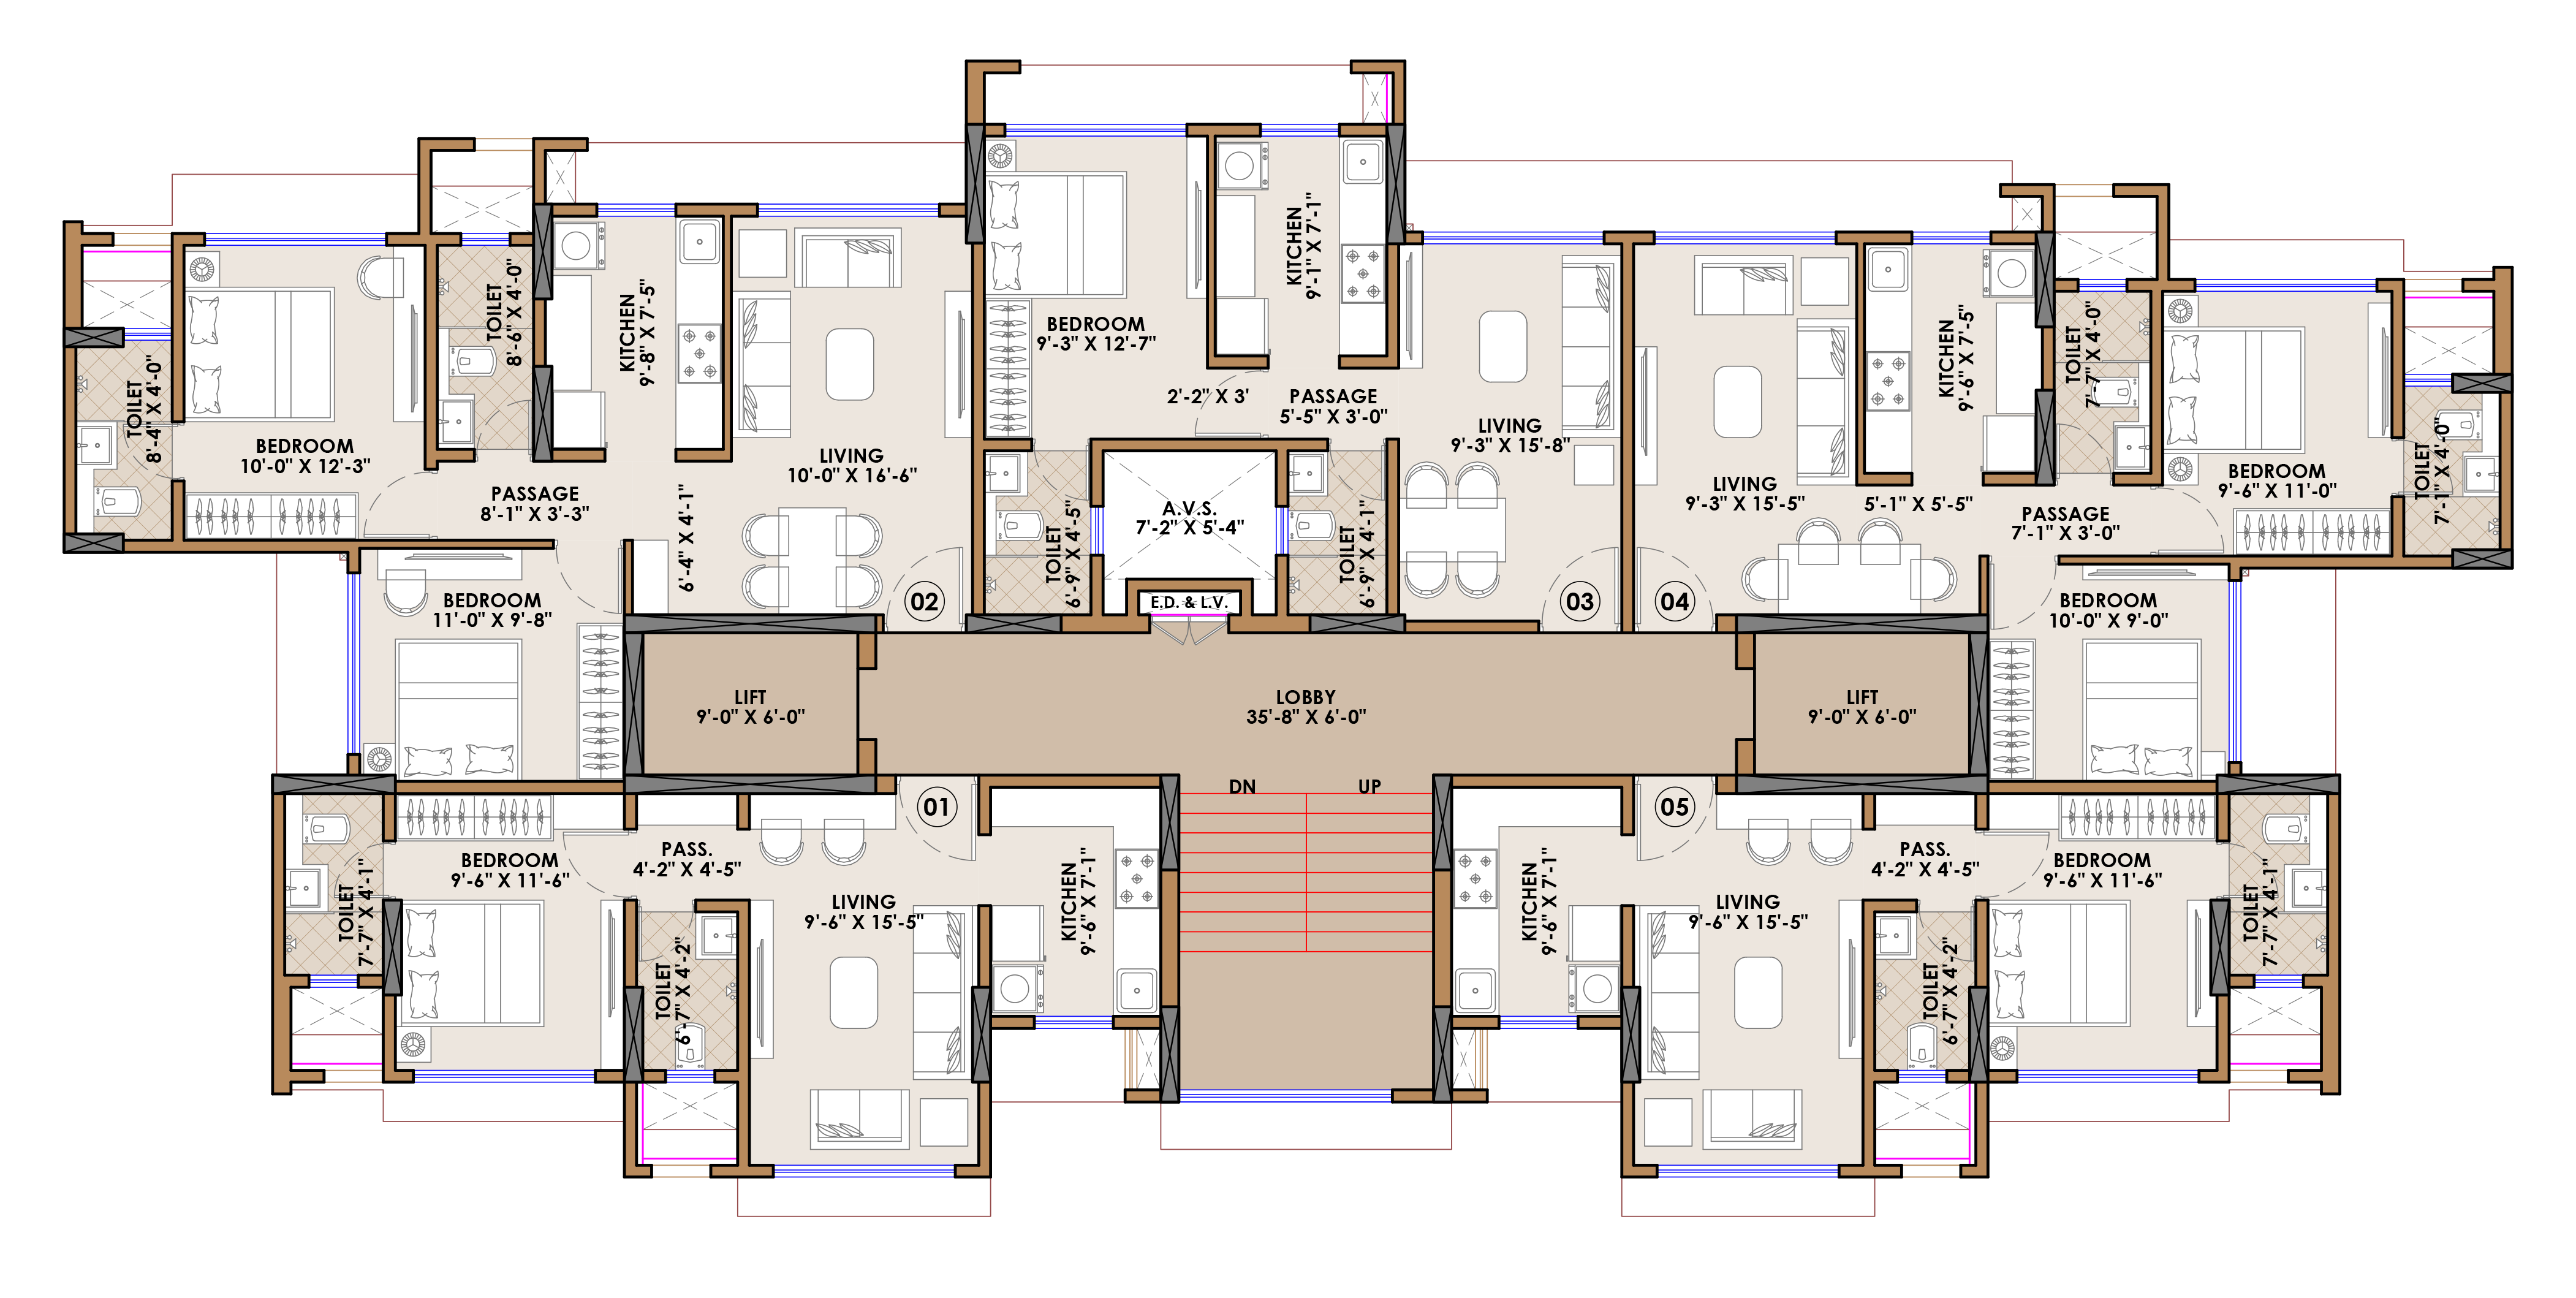 KITCHEN
9'-1" X 7'-1"
TOILET
8'-6" X 4'-0"
KITCHEN
9'-8" X 7'-5"
BEDROOM
9'-3" X 12'-7"
KITCHEN
9'-6" X 7'-5"
TOILET
7'-7" X 4'-0"
TOILET
8'-4" X 4'-0"
2'-2" X 3'
PASSAGE
5'-5" X 3'-0"
BEDROOM
10'-0" X 12'-3"
LIVING
10'-0" X 16'-6"
LIVING
9'-3" X 15'-8"
LIVING
9'-3" X 15'-5"
5'-1" X 5'-5"
BEDROOM
9'-6" X 11'-0"
TOILET
7'-1" X 4'-0"
PASSAGE
8'-1" X 3'-3"
6'-4" X 4'-1"
A.V.S.
7'-2" X 5'-4"
TOILET
6'-9" X 4'-5"
TOILET
6'-9" X 4'-1"
PASSAGE
7'-1" X 3'-0"
BEDROOM
11'-0" X 9'-8"
02
E.D. & L.V.
03
04
BEDROOM
10'-0" X 9'-0"
LIFT
9'-0" X 6'-0"
LOBBY
35'-8" X 6'-0"
LIFT
9'-0" X 6'-0"
DN
UP
01
05
BEDROOM
9'-6" X 11'-6"
PASS.
4'-2" X 4'-5"
TOILET
7'-7" X 4'-1"
LIVING
9'-6" X 15'-5"
KITCHEN
9'-6" X 7'-1"
TOILET
6'-7" X 4'-2"
KITCHEN
9'-6" X 7'-1"
LIVING
9'-6" X 15'-5"
PASS.
4'-2" X 4'-5"
BEDROOM
9'-6" X 11'-6"
TOILET
7'-7" X 4'-1"
TOILET
6'-7" X 4'-2"